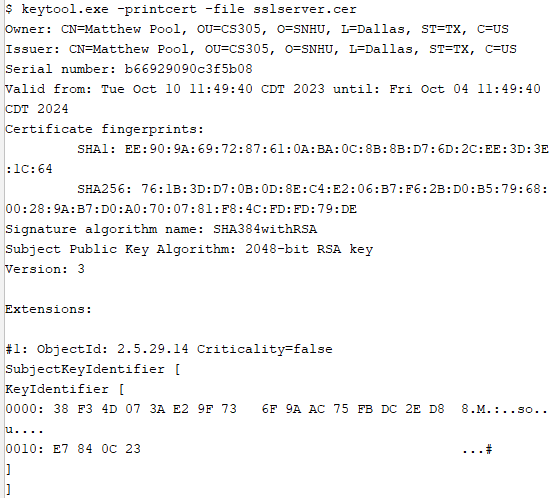 $ keytool.exe -printcert -file sslserver.cer
Owner: CN=Matthew Pool, OU=CS305, O=SNHU, L=Dallas, ST=TX, C=US
Issuer: CN=Matthew Pool, OU=CS305, O=SNHU, L=Dallas, ST=TX, C=US
Serial number: b66929090c3f5b08
Valid from: Tue Oct 10 11:49:40 CDT 2023 until: Fri Oct 04 11:49:40
CDT 2024
Certificate fingerprints:
         SHA1: EE:90:9A:69:72:87:61:0A:BA:0C:8B:8B:D7:6D:2C:EE:3D:3E
:1C:64
         SHA256: 76:1B:3D:D7:0B:0D:8E:C4:E2:06:B7:F6:2B:D0:B5:79:68:
00:28:9A:B7:D0:A0:70:07:81:F8:4C:FD:FD:79:DE
Signature algorithm name: SHA384withRSA
Subject Public Key Algorithm: 2048-bit RSA key
Version: 3

Extensions:

#1: ObjectId: 2.5.29.14 Criticality=false
SubjectKeyIdentifier [
KeyIdentifier [
0000: 38 F3 4D 07 3A E2 9F 73   6F 9A AC 75 FB DC 2E D8  8.M.:..so..
u....
0010: E7 84 0C 23                                        ...#
]
]